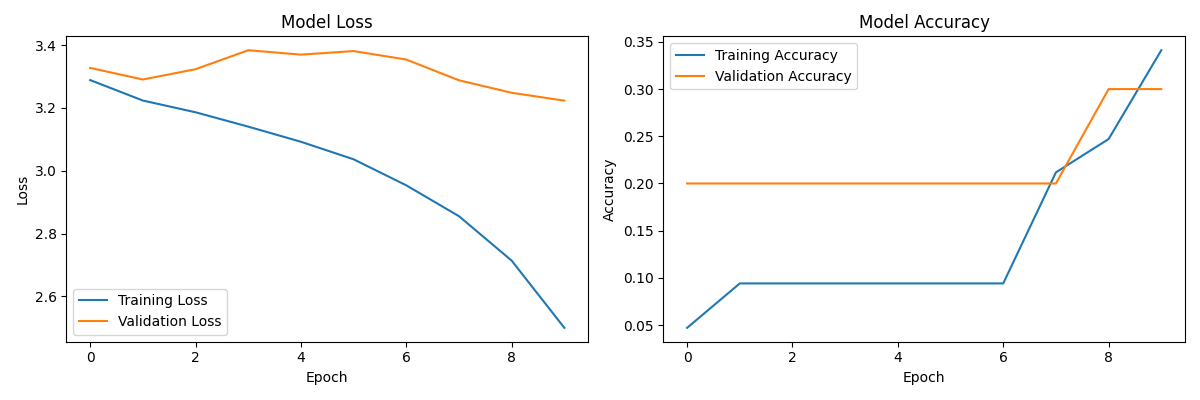 Model Loss
3.4
3.2
3.0
2.8
2.6
Loss
Training Loss
Validation Loss
0 2 4 6 8
Epoch
Model Accuracy
Training Accuracy
Validation Accuracy
0.35
0.30
0.25
0.20
0.15
0.10
0.05
Accuracy
0 2 4 6 8
Epoch